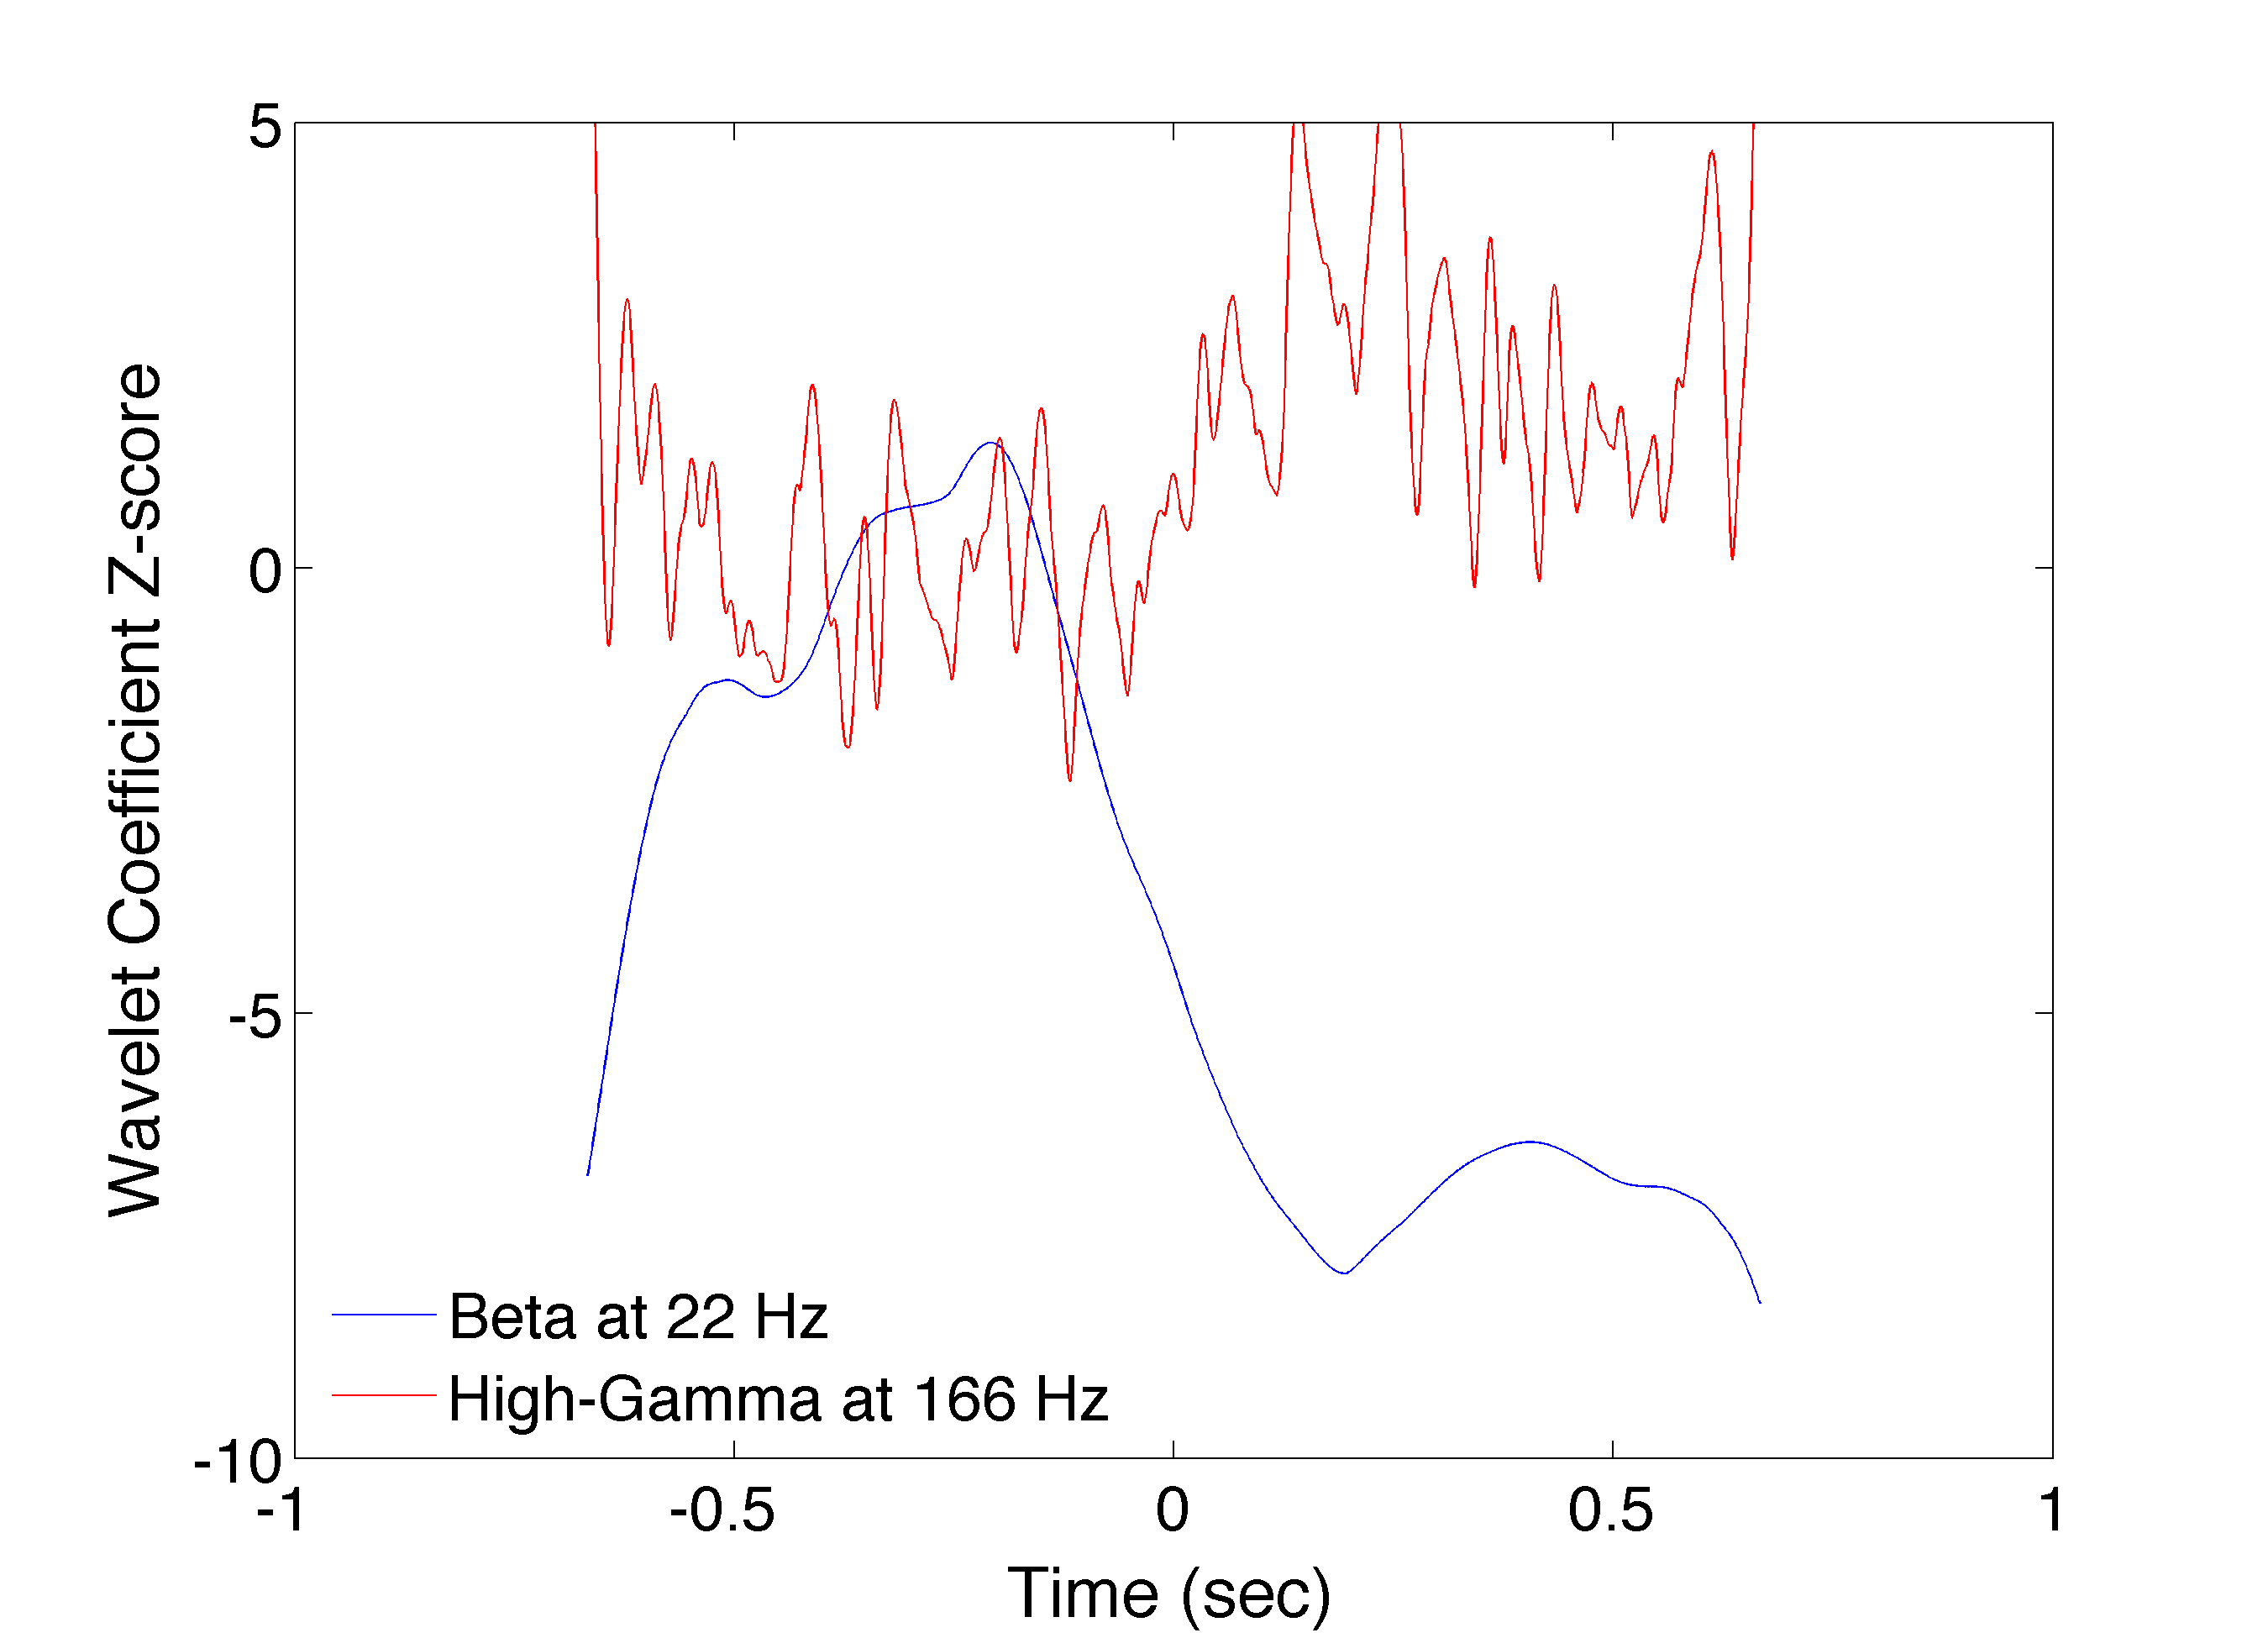 5
0
-5
-10
-1
-0.5
0
0.5
1
Wavelet Coefficient Z-score
Beta at 22 Hz
High-Gamma at 166 Hz
Time (sec)